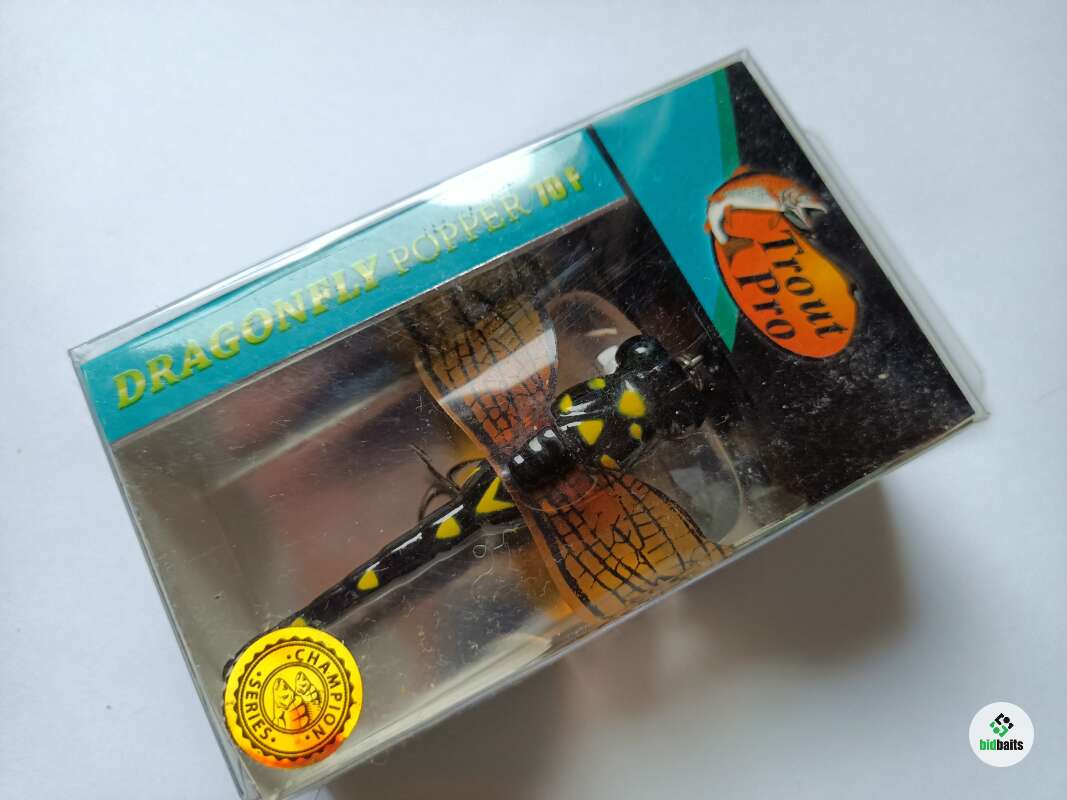 DRAGONFLY POPPER 70 F
Trout
Pro
CHAMPION
SERIES
bidbaits